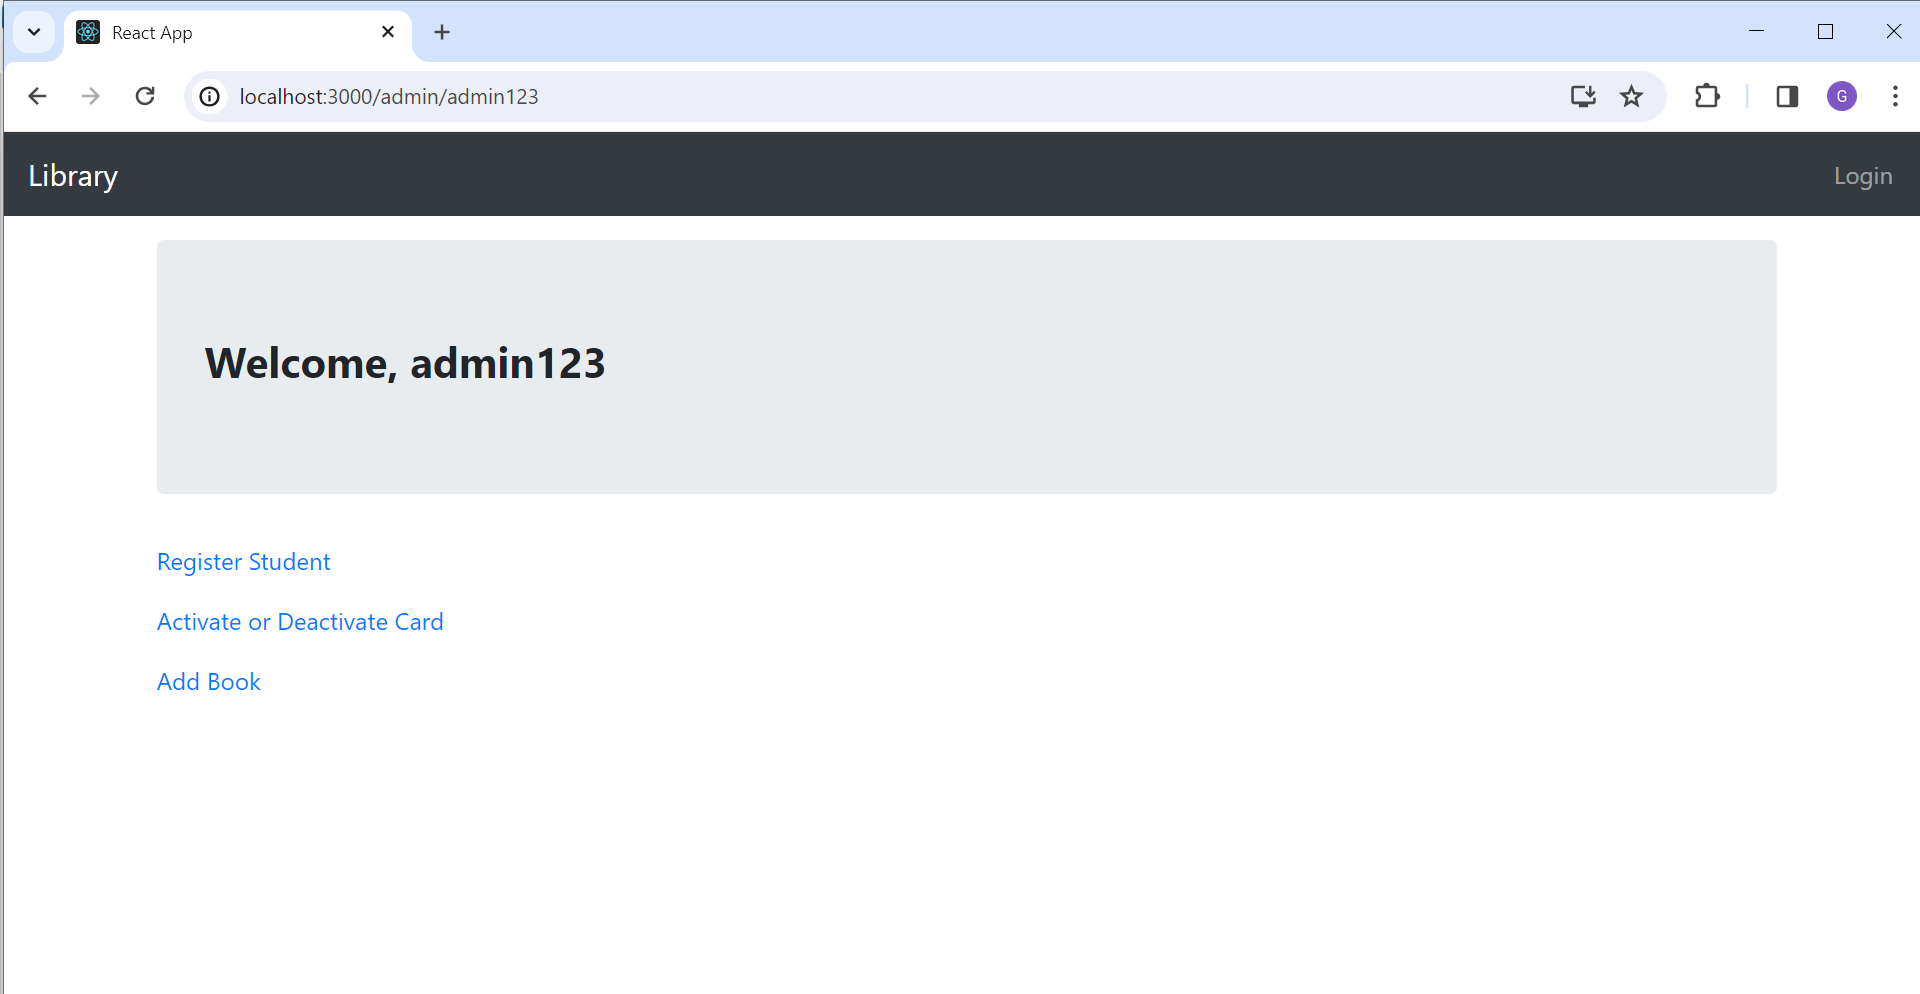 React App
localhost:3000/admin/admin123
G
Library
Login
Welcome, admin123
Register Student
Activate or Deactivate Card
Add Book